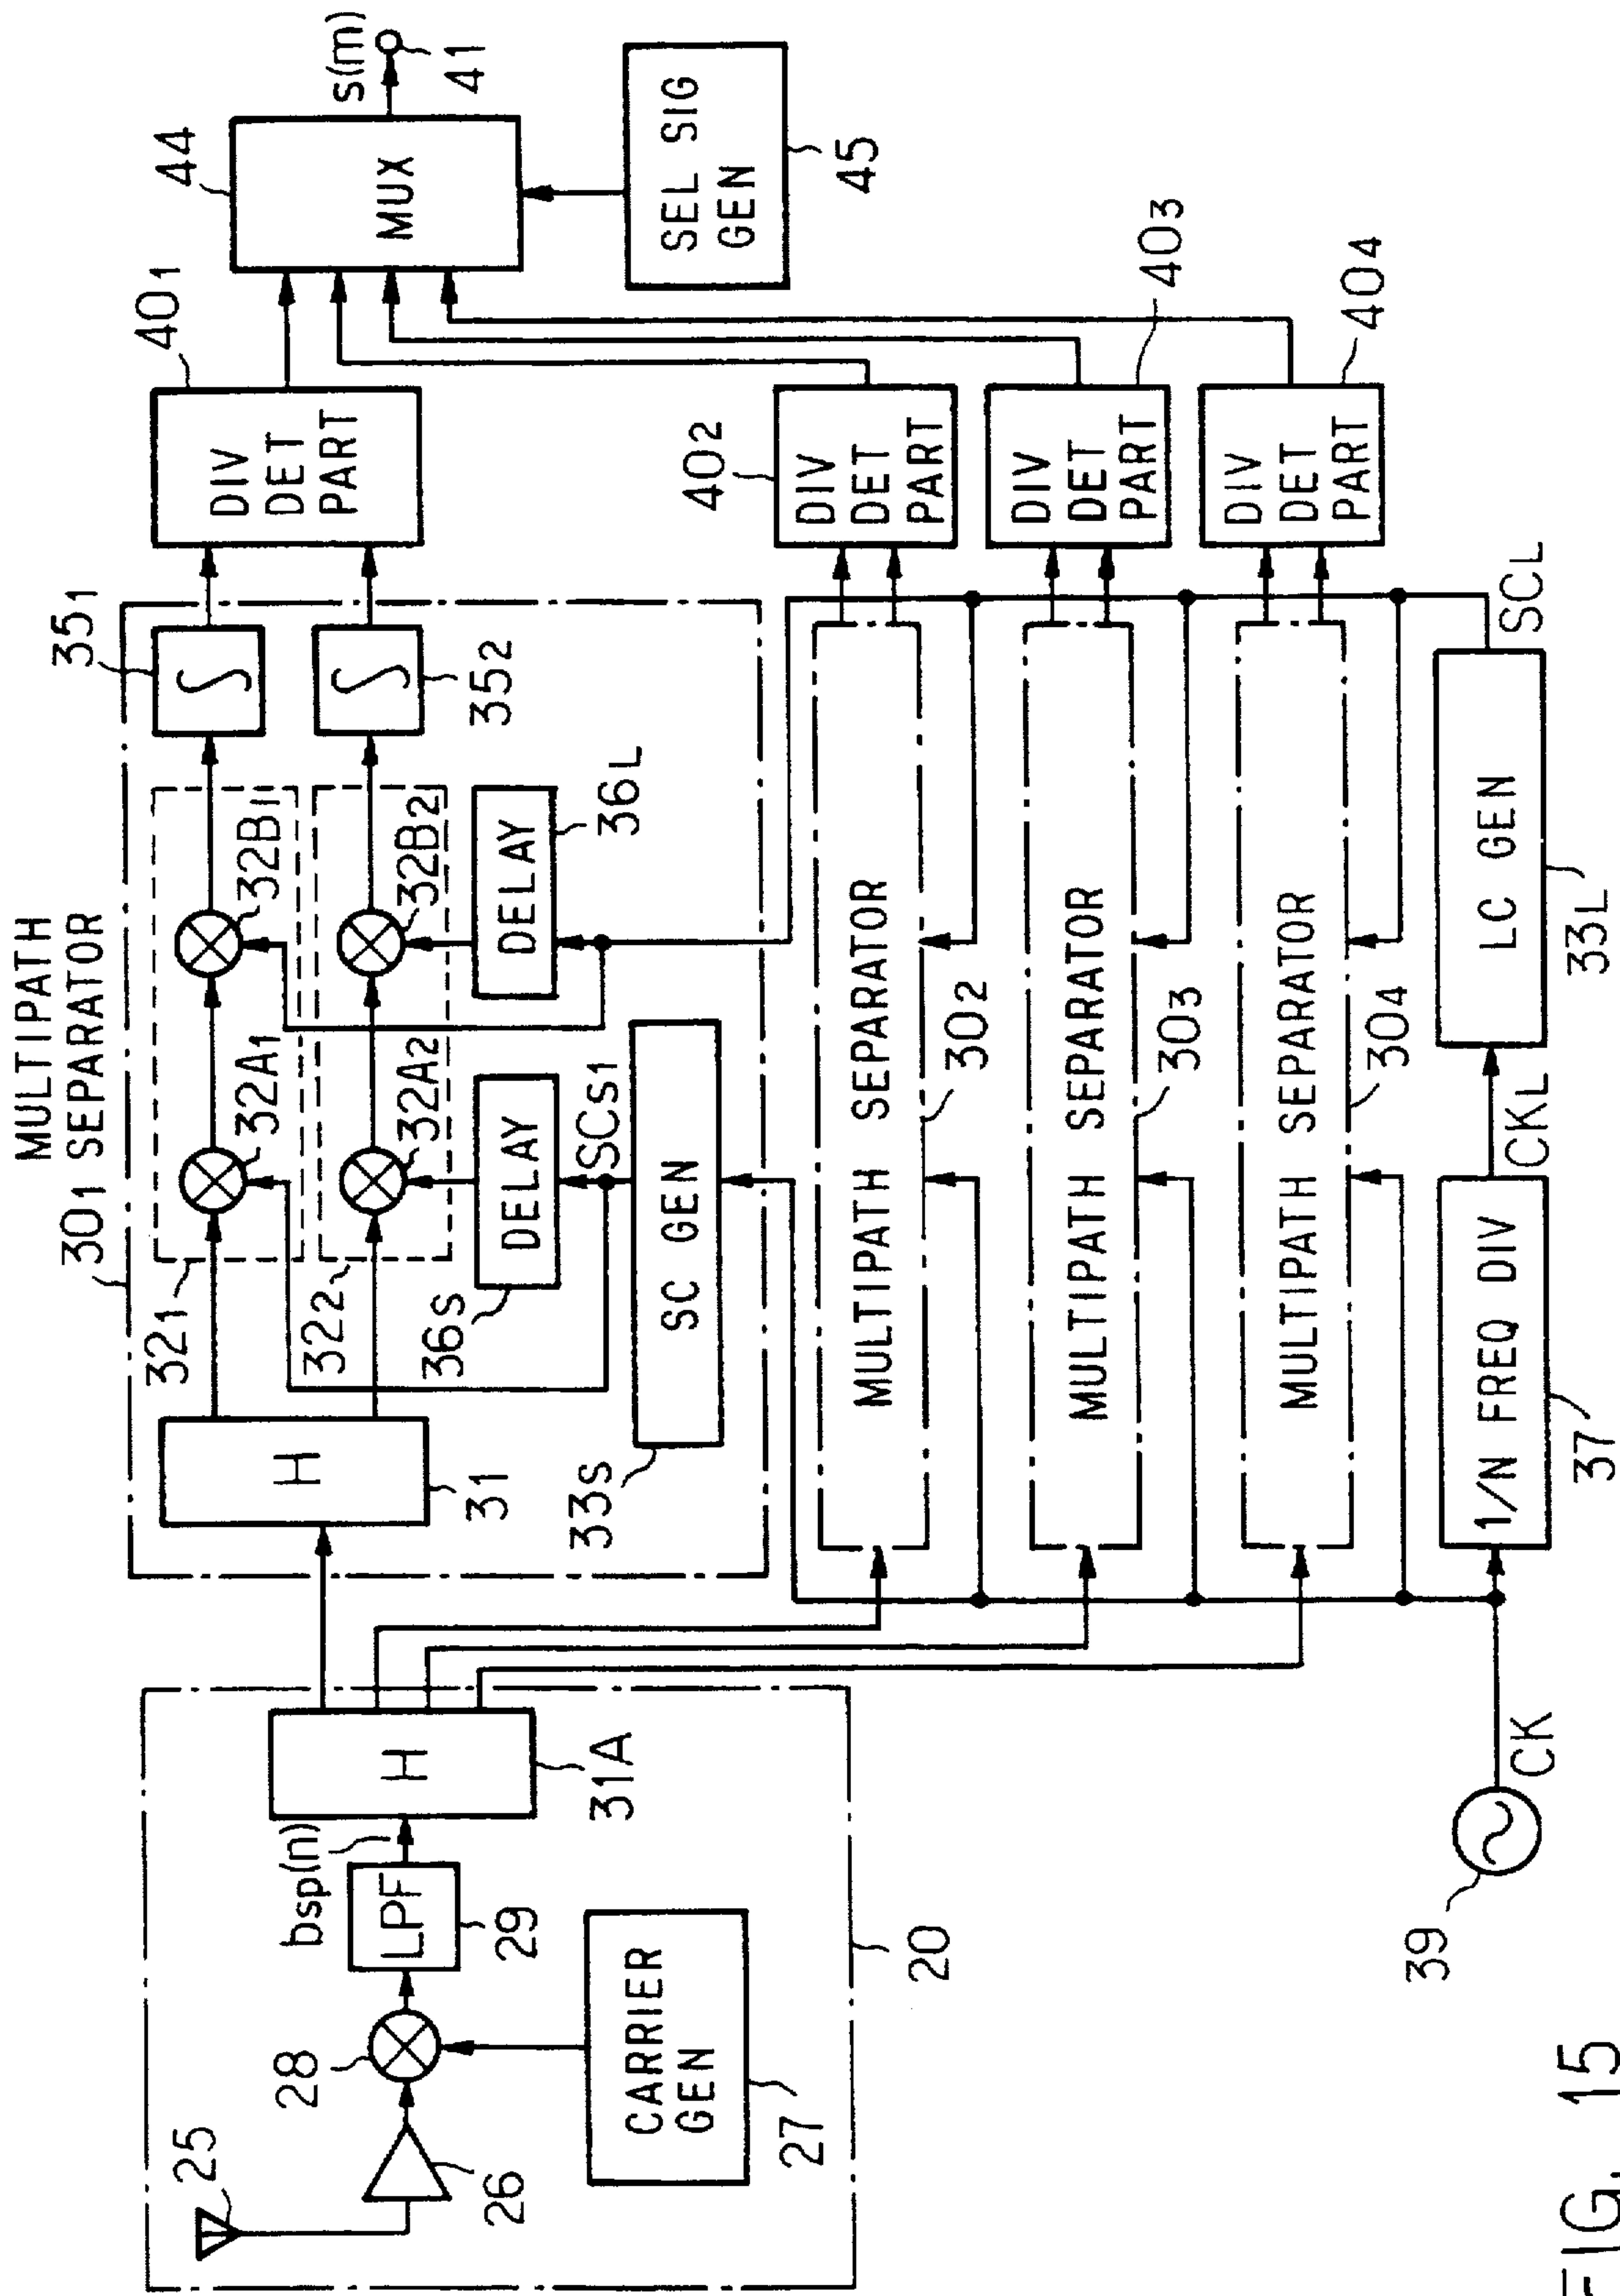 25
26
28
CARRIER
GEN
27
LPF
29
bsp(n)
H
31A
20
MULTIPATH
301 SEPARATOR
H
31
321
32A1
32B1
322
32A2
32B2
DELAY
36S
SCS1
SC GEN
33S
DELAY
36L
∫
351
∫
352
DIV
DET
PART
401
MUX
44
s(m)
41
SEL SIG
GEN
45
MULTIPATH SEPARATOR
302
DIV
DET
PART
402
MULTIPATH SEPARATOR
303
DIV
DET
PART
403
MULTIPATH SEPARATOR
304
DIV
DET
PART
404
39
CK
1/N FREQ DIV
37
CKL
LC GEN
33L
SCL
FIG. 15